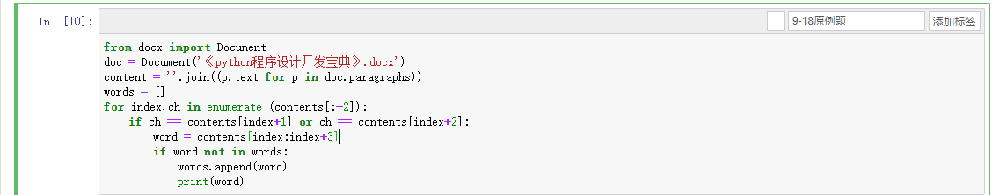 ... 9-18原例题 添加标签
In [10]:
from docx import Document
doc = Document('《python程序设计开发宝典》.docx')
content = ''.join((p.text for p in doc.paragraphs))
words = []
for index,ch in enumerate (contents[:-2]):
    if ch == contents[index+1] or ch == contents[index+2]:
        word = contents[index:index+3]
        if word not in words:
            words.append(word)
            print(word)